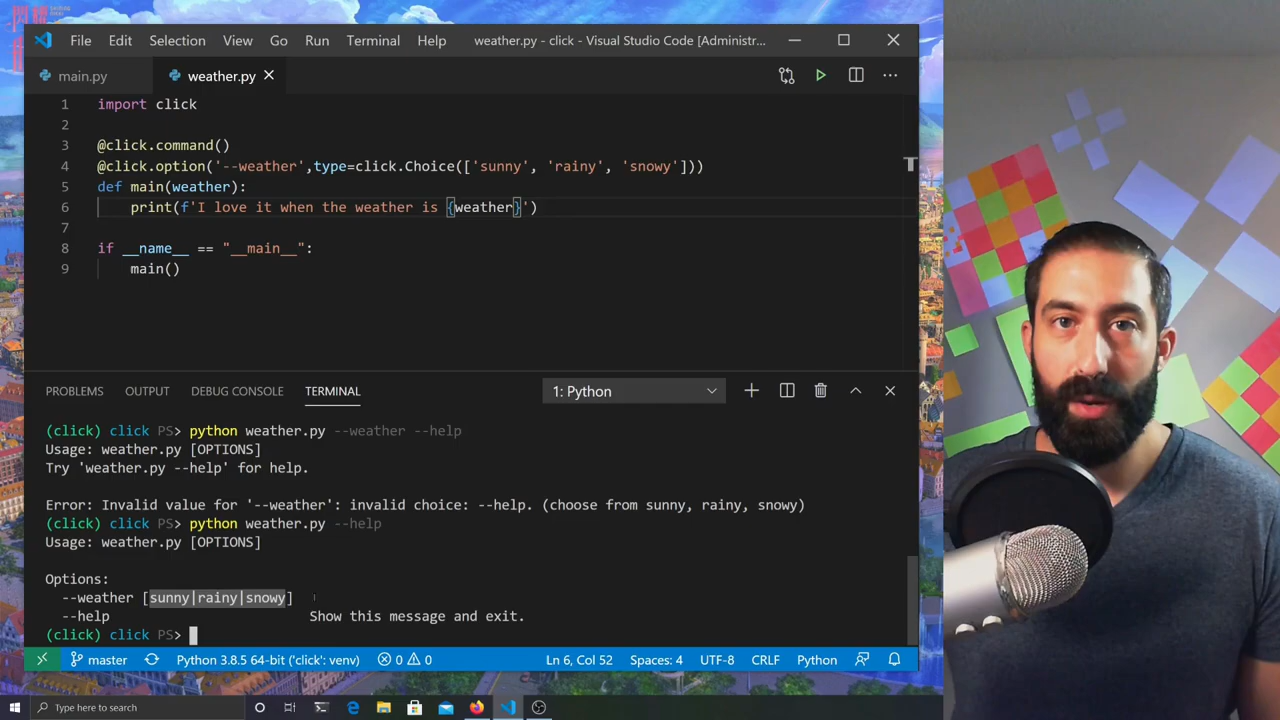 File Edit Selection View Go Run Terminal Help weather.py - click - Visual Studio Code [Administr...
main.py weather.py
1 import click
2
3 @click.command()
4 @click.option('--weather',type=click.Choice(['sunny', 'rainy', 'snowy']))
5 def main(weather):
6 print(f'I love it when the weather is {weather}')
7
8 if __name__ == "__main__":
9 main()
PROBLEMS OUTPUT DEBUG CONSOLE TERMINAL 1: Python
(click) click PS> python weather.py --weather --help
Usage: weather.py [OPTIONS]
Try 'weather.py --help' for help.
Error: Invalid value for '--weather': invalid choice: --help. (choose from sunny, rainy, snowy)
(click) click PS> python weather.py --help
Usage: weather.py [OPTIONS]
Options:
--weather [sunny|rainy|snowy]
--help Show this message and exit.
(click) click PS>
master Python 3.8.5 64-bit ('click': venv) 0 0 Ln 6, Col 52 Spaces: 4 UTF-8 CRLF Python
Type here to search